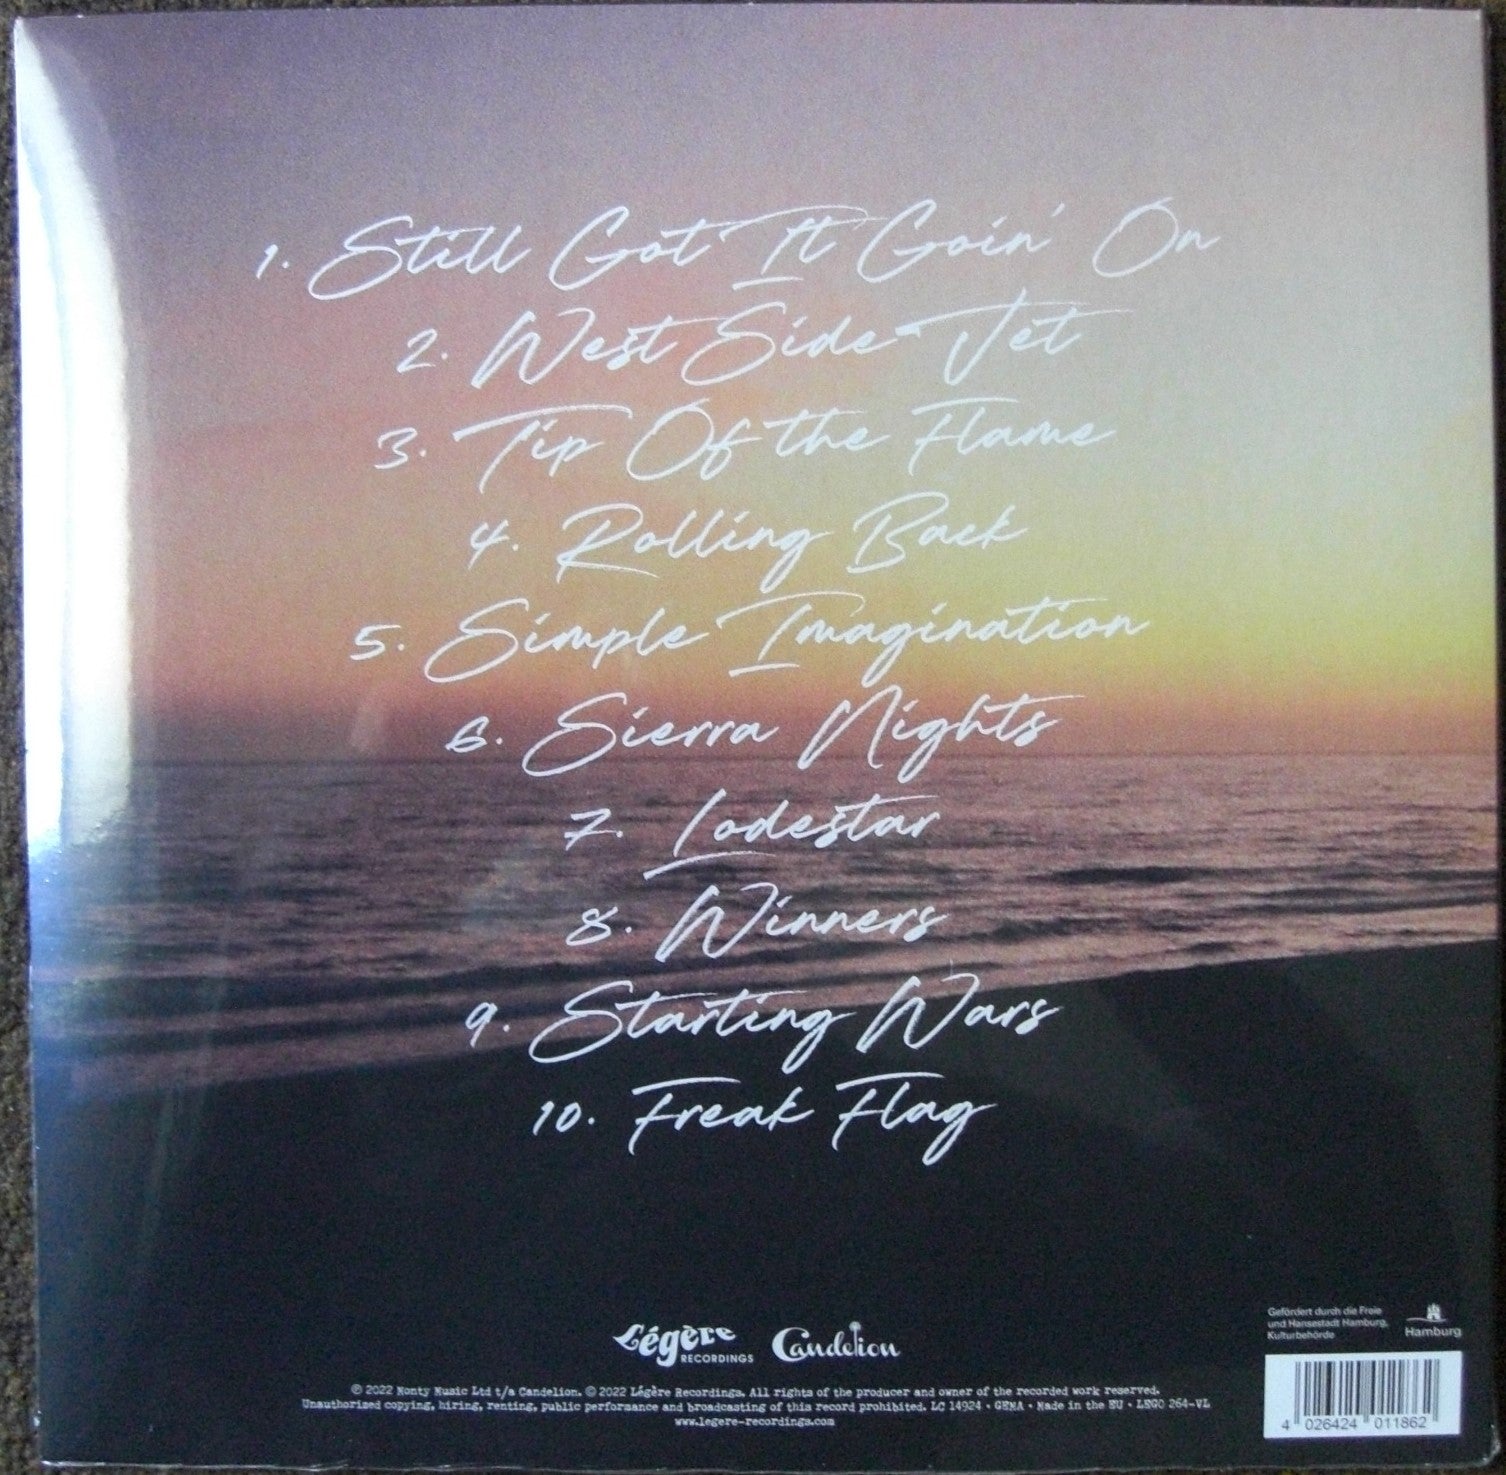 1. Still Got It Goin' On
2. West Side Jet
3. Tip Of the Flame
4. Rolling Back
5. Simple Imagination
6. Sierra Nights
7. Lodestar
8. Winners
9. Starting Wars
10. Freak Flag
Légère
RECORDINGS
Candelion
Gefördert durch die Freie
und Hansestadt Hamburg,
Kulturbehörde
Hamburg
℗ 2022 Monty Music Ltd t/a Candelion. © 2022 Légère Recordings. All rights of the producer and owner of the recorded work reserved.
Unauthorized copying, hiring, renting, public performance and broadcasting of this record prohibited. LC 14924 · GEMA · Made in the EU · LEGO 264-VL
www.legere-recordings.com
4 026424 011862